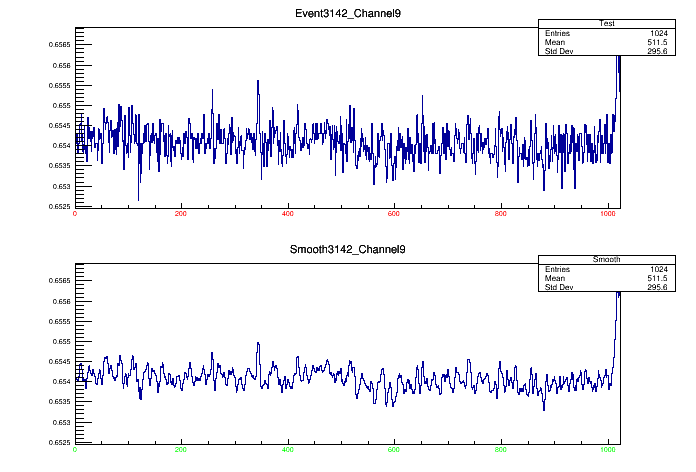 Event3142_Channel9
Test
Entries 1024
Mean 511.5
Std Dev 295.6
0.6565
0.656
0.6555
0.655
0.6545
0.654
0.6535
0.653
0.6525
0 200 400 600 800 1000
Smooth3142_Channel9
Smooth
Entries 1024
Mean 511.5
Std Dev 295.6
0.6565
0.656
0.6555
0.655
0.6545
0.654
0.6535
0.653
0.6525
0 200 400 600 800 1000